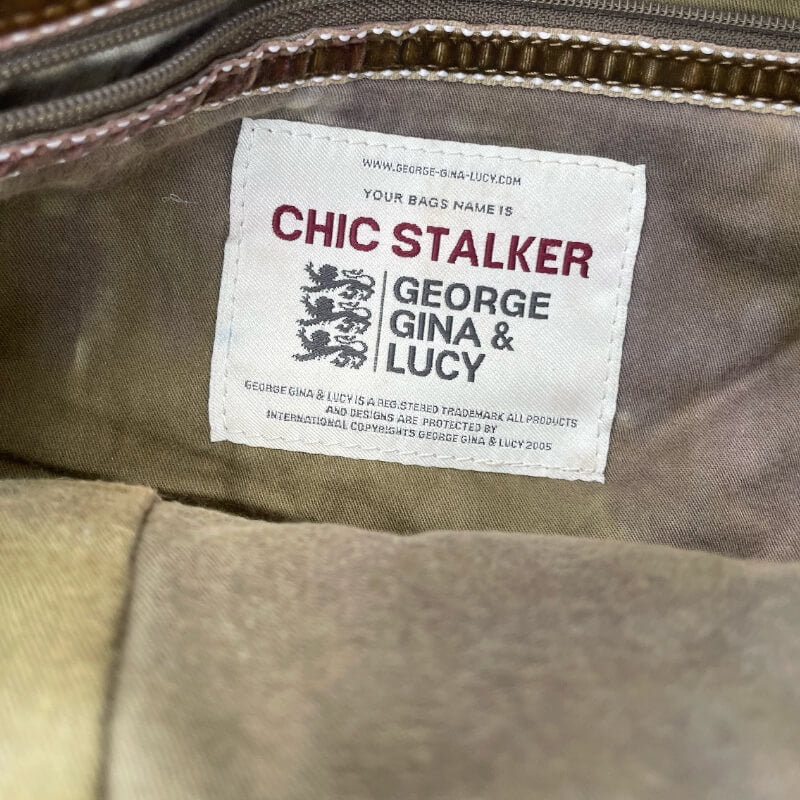 WWW.GEORGE-GINA-LUCY.COM
YOUR BAGS NAME IS
CHIC STALKER
GEORGE
GINA &
LUCY
GEORGE GINA & LUCY IS A REG.STERED TRADEMARK ALL PRODUCTS
AND DESIGNS ARE PROTECTED BY
INTERNATIONAL COPYRIGHTS GEORGE GINA & LUCY 2005